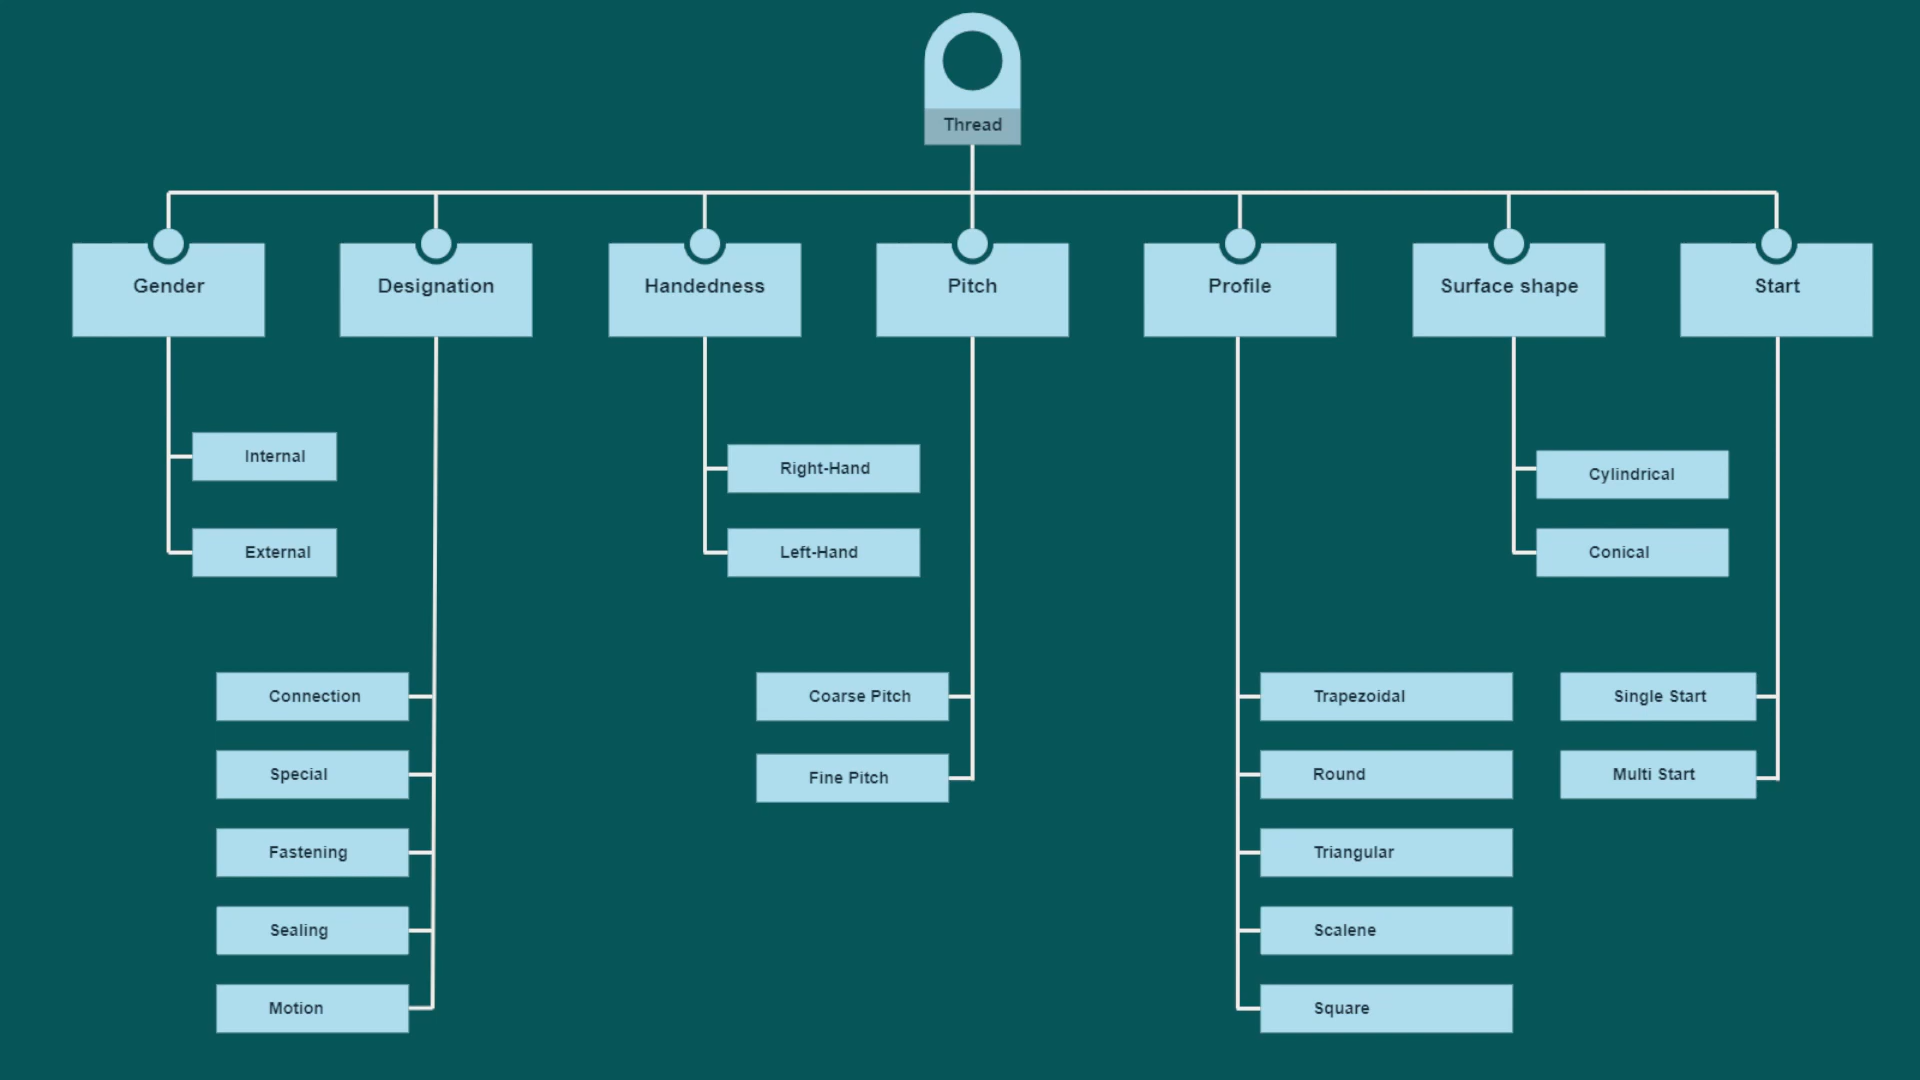 Thread
Gender
Designation
Handedness
Pitch
Profile
Surface shape
Start
Internal
External
Connection
Special
Fastening
Sealing
Motion
Right-Hand
Left-Hand
Coarse Pitch
Fine Pitch
Trapezoidal
Round
Triangular
Scalene
Square
Cylindrical
Conical
Single Start
Multi Start